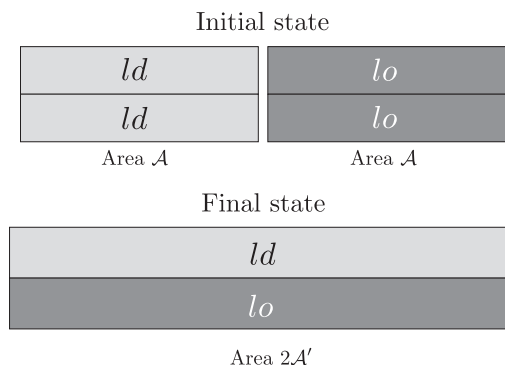 Initial state
ld lo
ld lo
Area 𝒜 Area 𝒜
Final state
ld
lo
Area 2𝒜′